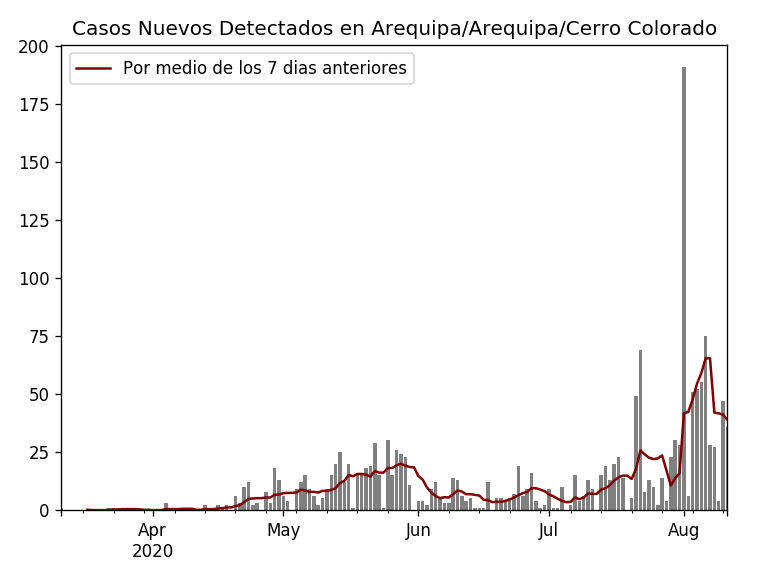 Casos Nuevos Detectados en Arequipa/Arequipa/Cerro Colorado
Por medio de los 7 dias anteriores
200
175
150
125
100
75
50
25
0
Apr
2020
May
Jun
Jul
Aug